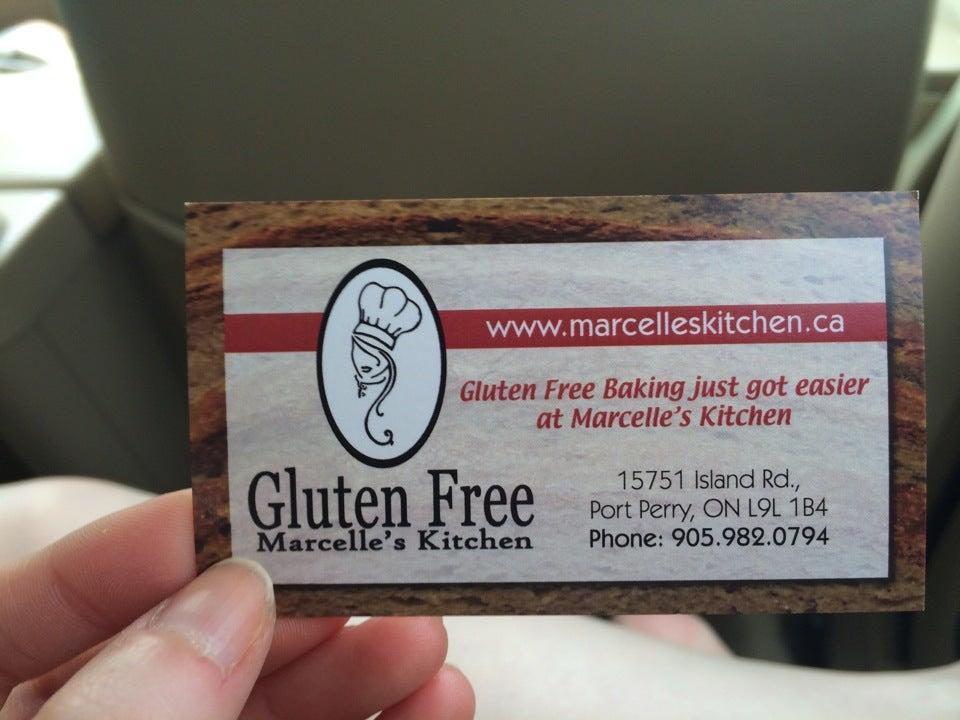 www.marcelleskitchen.ca
Gluten Free Baking just got easier
at Marcelle's Kitchen
Gluten Free
Marcelle's Kitchen
15751 Island Rd.,
Port Perry, ON L9L 1B4
Phone: 905.982.0794